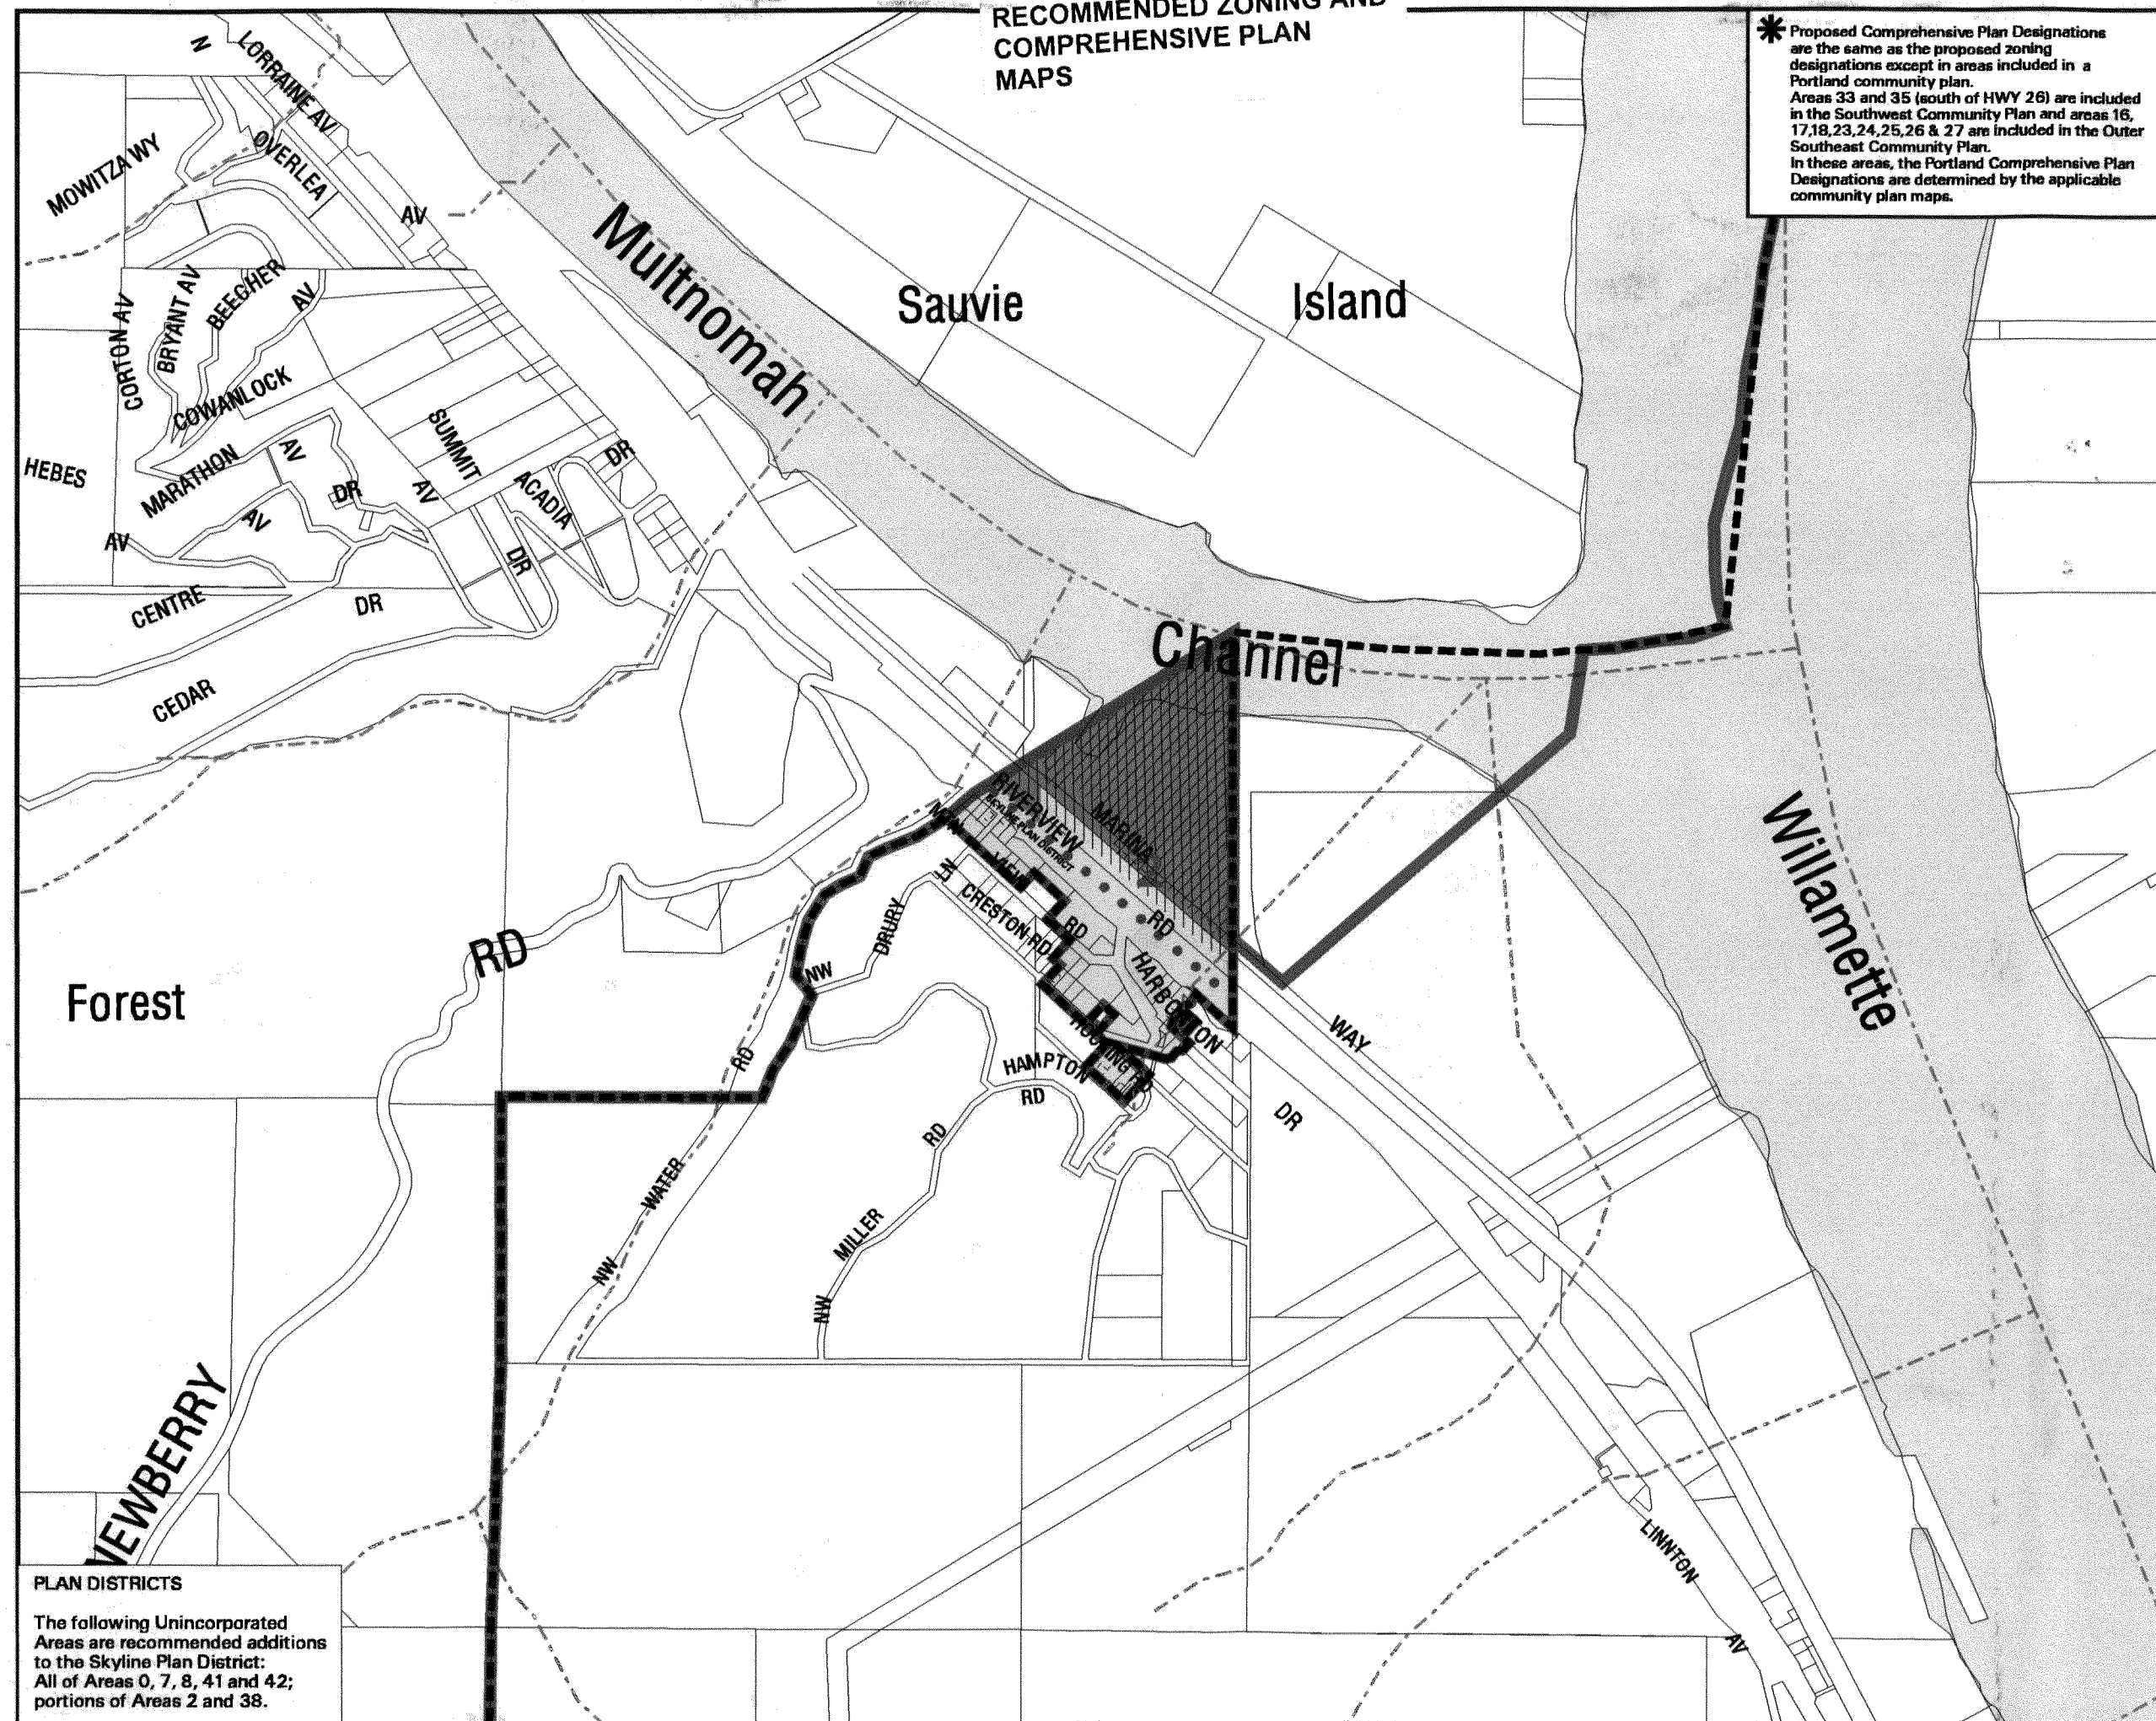 RECOMMENDED ZONING AND
COMPREHENSIVE PLAN
MAPS
Proposed Comprehensive Plan Designations
are the same as the proposed zoning
designations except in areas included in a
Portland community plan.
Areas 33 and 35 (south of HWY 26) are included
in the Southwest Community Plan and areas 16,
17,18,23,24,25,26 & 27 are included in the Outer
Southeast Community Plan.
In these areas, the Portland Comprehensive Plan
Designations are determined by the applicable
community plan maps.
N
LORRAINE AV
OVERLEA
AV
MOWITZA WY
CORTON AV
BRYANT AV
BEECHER
AV
COWANLOCK
AV
MARATHON
DR
HEBES
AV
AV
SUMMIT
AV
ACADIA
DR
DR
CENTRE
DR
CEDAR
Multnomah
Channel
Sauvie
Island
Willamette
RIVERVIEW
SKYLINE PLAN DISTRICT
MARINA
WAY
VIEW
RD
LN
CRESTON RD
RD
HARBORTON
DR
DRURY
NW
HAMPTON
RD
RD
Forest
RD
NEWBERRY
NW
WATER
RD
NW
MILLER
RD
LINNTON
AV
PLAN DISTRICTS
The following Unincorporated
Areas are recommended additions
to the Skyline Plan District:
All of Areas 0, 7, 8, 41 and 42;
portions of Areas 2 and 38.